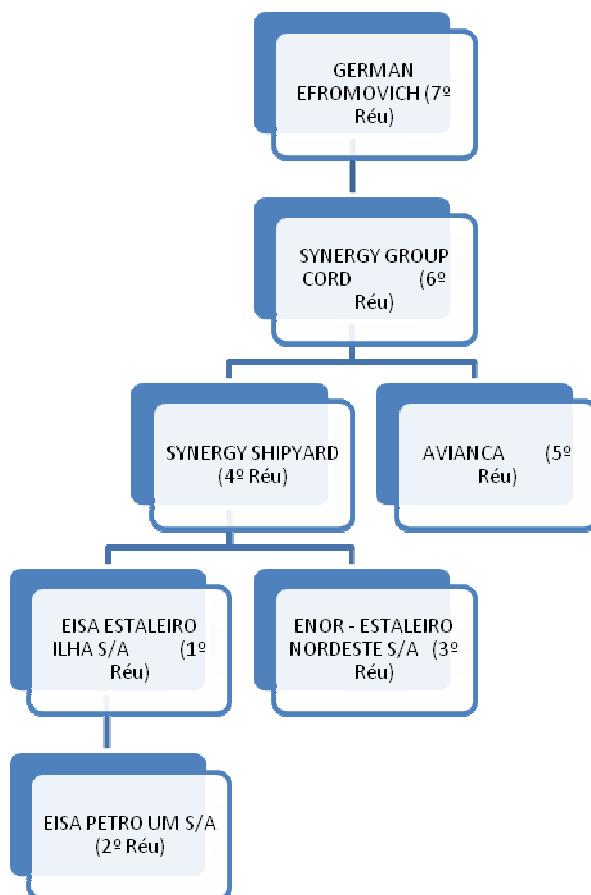 GERMAN
EFROMOVICH (7º
Réu)
SYNERGY GROUP
CORD (6º
Réu)
SYNERGY SHIPYARD
(4º Réu)
AVIANCA (5º
Réu)
EISA ESTALEIRO
ILHA S/A (1º
Réu)
ENOR - ESTALEIRO
NORDESTE S/A (3º
Réu)
EISA PETRO UM S/A
(2º Réu)